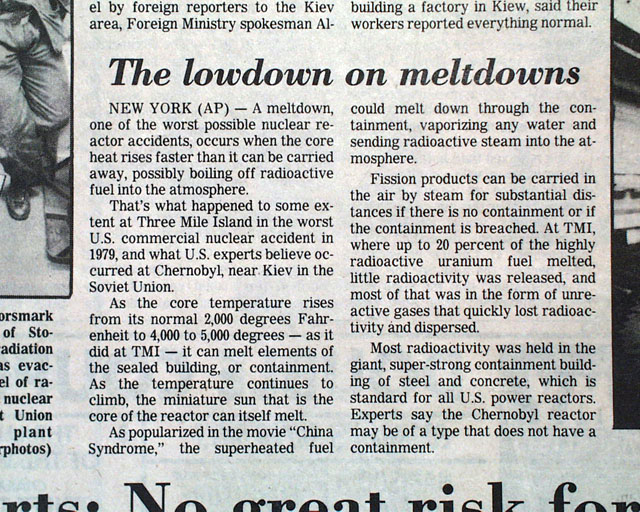 el by foreign reporters to the Kiev
area, Foreign Ministry spokesman Al-
building a factory in Kiew, said their
workers reported everything normal.
The lowdown on meltdowns
NEW YORK (AP) — A meltdown,
one of the worst possible nuclear re-
actor accidents, occurs when the core
heat rises faster than it can be carried
away, possibly boiling off radioactive
fuel into the atmosphere.
That's what happened to some ex-
tent at Three Mile Island in the worst
U.S. commercial nuclear accident in
1979, and what U.S. experts believe oc-
curred at Chernobyl, near Kiev in the
Soviet Union.
As the core temperature rises
from its normal 2,000 degrees Fahr-
enheit to 4,000 to 5,000 degrees — as it
did at TMI — it can melt elements of
the sealed building, or containment.
As the temperature continues to
climb, the miniature sun that is the
core of the reactor can itself melt.
As popularized in the movie “China
Syndrome,” the superheated fuel
could melt down through the con-
tainment, vaporizing any water and
sending radioactive steam into the at-
mosphere.
Fission products can be carried in
the air by steam for substantial dis-
tances if there is no containment or if
the containment is breached. At TMI,
where up to 20 percent of the highly
radioactive uranium fuel melted,
little radioactivity was released, and
most of that was in the form of unre-
active gases that quickly lost radioac-
tivity and dispersed.
Most radioactivity was held in the
giant, super-strong containment build-
ing of steel and concrete, which is
standard for all U.S. power reactors.
Experts say the Chernobyl reactor
may be of a type that does not have a
containment.
orsmark
of Sto-
adiation
as evac-
el of ra-
nuclear
t Union
plant
rphotos)
rts: No great risk for